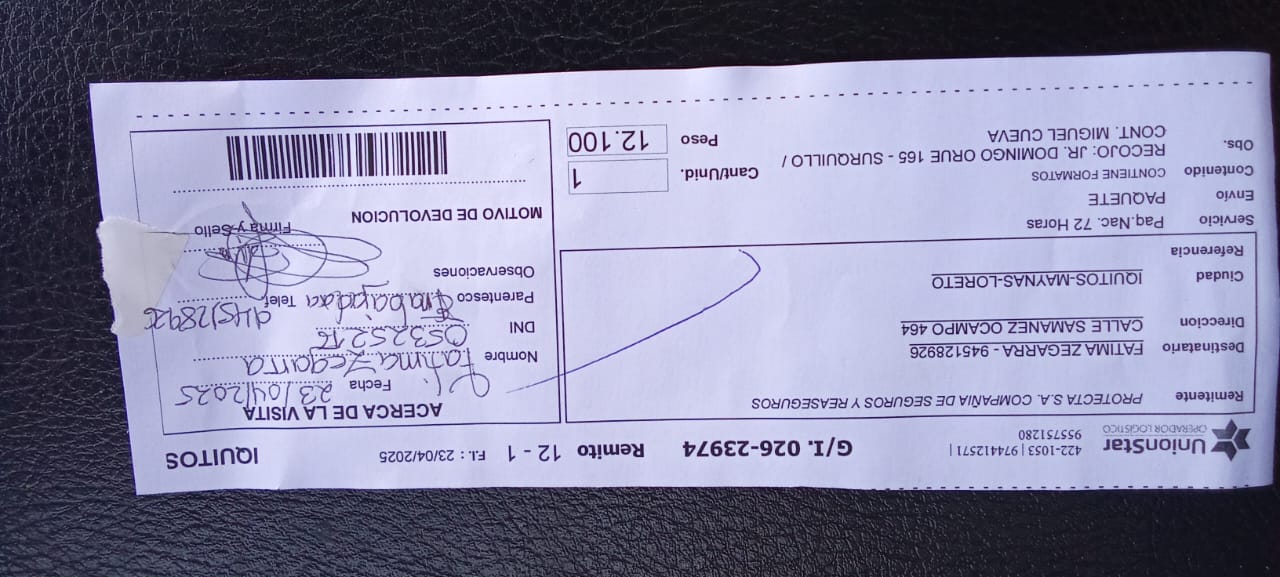 UnionStar
OPERADOR LOGÍSTICO
422-1053 | 974412571 |
955751280
G/I. 026-23974
Remito 12 - 1
F.I. : 23/04/2025
IQUITOS
Remitente PROTECTA S.A. COMPAÑIA DE SEGUROS Y REASEGUROS
Destinatario FATIMA ZEGARRA - 945128926
Direccion CALLE SAMANEZ OCAMPO 464
Ciudad IQUITOS-MAYNAS-LORETO
Referencia
Servicio Paq.Nac. 72 Horas
Envío PAQUETE
Contenido CONTIENE FORMATOS
Obs. RECOJO: JR. DOMINGO ORUE 165 - SURQUILLO /
CONT. MIGUEL CUEVA
Cant/Unid. 1
Peso 12.100
ACERCA DE LA VISITA
Fecha 23/04/2025
Nombre Fatima Zegarra
DNI
Parentesco Trabajadora Telef 945128926
Observaciones
Firma y Sello
MOTIVO DE DEVOLUCION